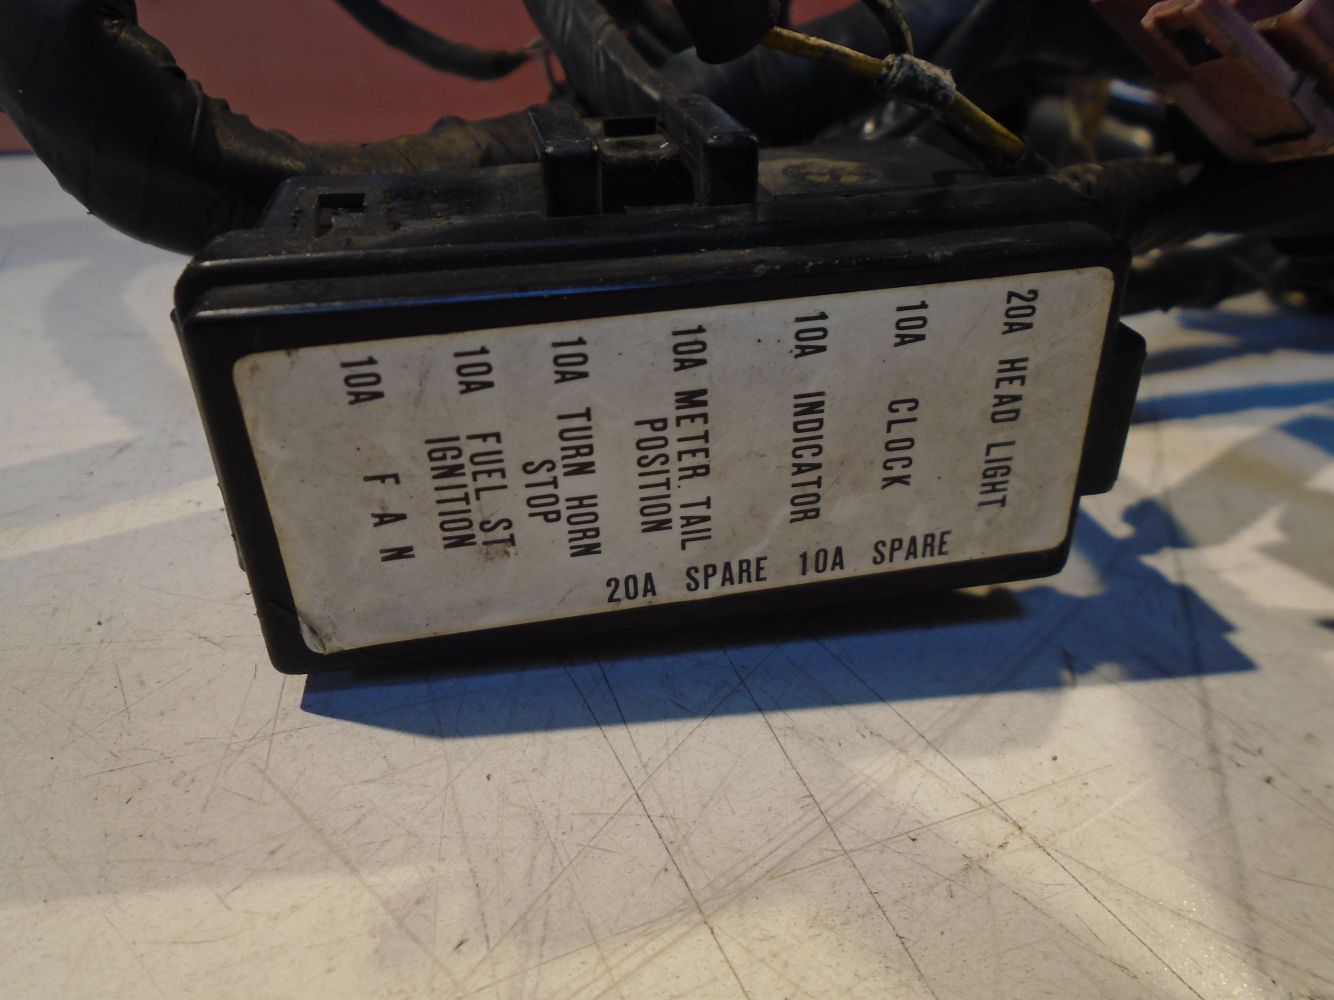 20A HEAD LIGHT
10A CLOCK
10A INDICATOR
10A METER. TAIL
POSITION
10A TURN HORN
STOP
10A FUEL ST
IGNITION
10A FAN
20A SPARE 10A SPARE